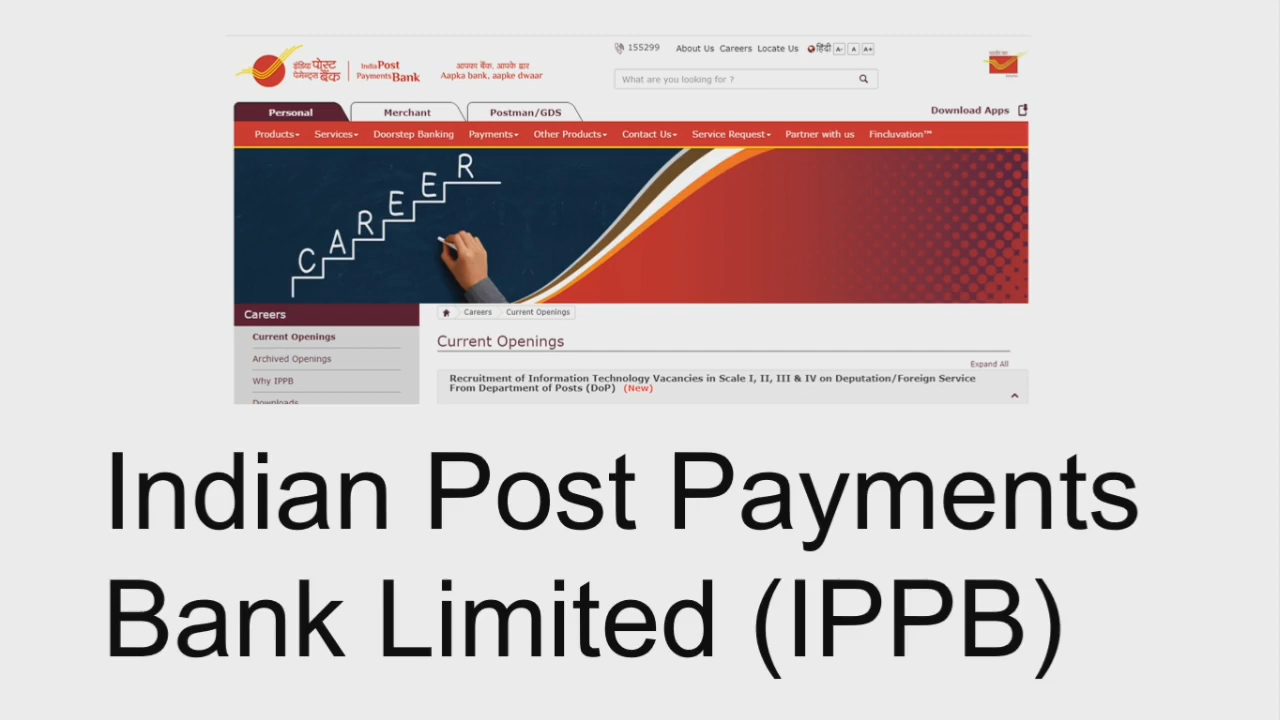 155299 About Us Careers Locate Us हिंदी A- A A+
इंडिया पोस्ट
पेमेन्ट्स बैंक
India Post
Payments Bank
आपका बैंक, आपके द्वार
Aapka bank, aapke dwaar
What are you looking for ?
Personal Merchant Postman/GDS Download Apps
Products Services Doorstep Banking Payments Other Products Contact Us Service Request Partner with us Fincluvation™
CAREER
Careers
Careers Current Openings
Current Openings
Archived Openings
Why IPPB
Downloads
Current Openings
Expand All
Recruitment of Information Technology Vacancies in Scale I, II, III & IV on Deputation/Foreign Service
From Department of Posts (DoP) (New)
Indian Post Payments
Bank Limited (IPPB)